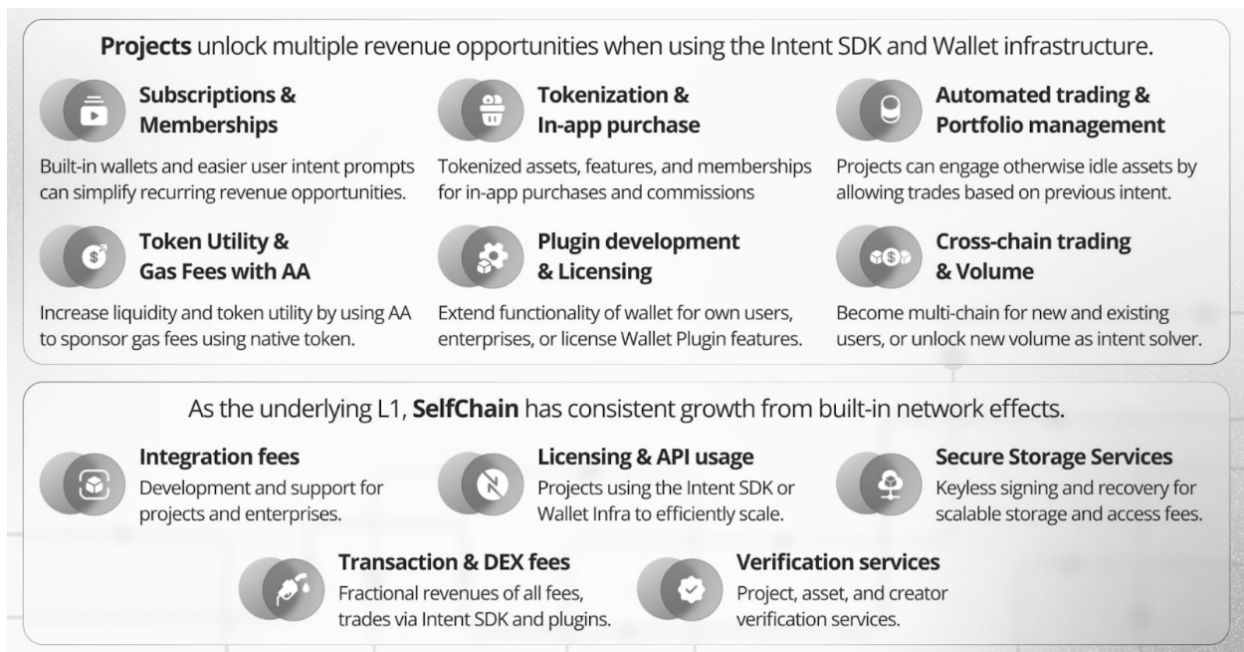 Projects unlock multiple revenue opportunities when using the Intent SDK and Wallet infrastructure.
Subscriptions &
Memberships
Built-in wallets and easier user intent prompts
can simplify recurring revenue opportunities.
Tokenization &
In-app purchase
Tokenized assets, features, and memberships
for in-app purchases and commissions
Automated trading &
Portfolio management
Projects can engage otherwise idle assets by
allowing trades based on previous intent.
Token Utility &
Gas Fees with AA
Increase liquidity and token utility by using AA
to sponsor gas fees using native token.
Plugin development
& Licensing
Extend functionality of wallet for own users,
enterprises, or license Wallet Plugin features.
Cross-chain trading
& Volume
Become multi-chain for new and existing
users, or unlock new volume as intent solver.
As the underlying L1, SelfChain has consistent growth from built-in network effects.
Integration fees
Development and support for
projects and enterprises.
Licensing & API usage
Projects using the Intent SDK or
Wallet Infra to efficiently scale.
Secure Storage Services
Keyless signing and recovery for
scalable storage and access fees.
Transaction & DEX fees
Fractional revenues of all fees,
trades via Intent SDK and plugins.
Verification services
Project, asset, and creator
verification services.